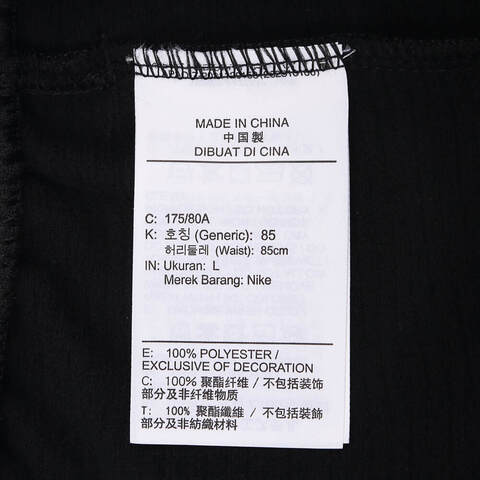 MADE IN CHINA
中国製
DIBUAT DI CINA
C: 175/80A
K: 호칭 (Generic): 85
허리둘레 (Waist): 85cm
IN: Ukuran: L
Merek Barang: Nike
E: 100% POLYESTER /
EXCLUSIVE OF DECORATION
C: 100% 聚酯纤维 / 不包括装饰
部分及非纤维物质
T: 100% 聚酯纖維 / 不包括裝飾
部分及非紡織材料